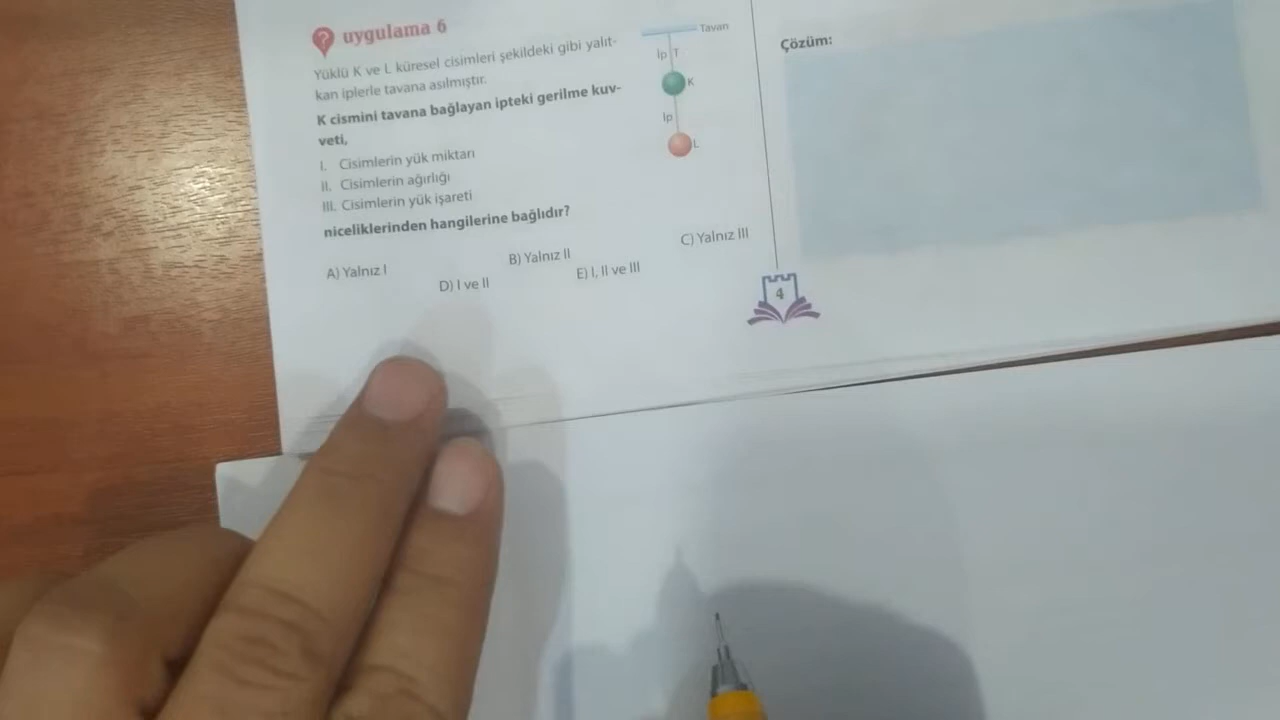 uygulama 6
Yüklü K ve L küresel cisimleri şekildeki gibi yalıt-
kan iplerle tavana asılmıştır.
K cismini tavana bağlayan ipteki gerilme kuv-
veti,
I. Cisimlerin yük miktarı
II. Cisimlerin ağırlığı
III. Cisimlerin yük işareti
niceliklerinden hangilerine bağlıdır?
A) Yalnız I
B) Yalnız II
C) Yalnız III
D) I ve II
E) I, II ve III
Tavan
İp T
K
İp
L
Çözüm:
4